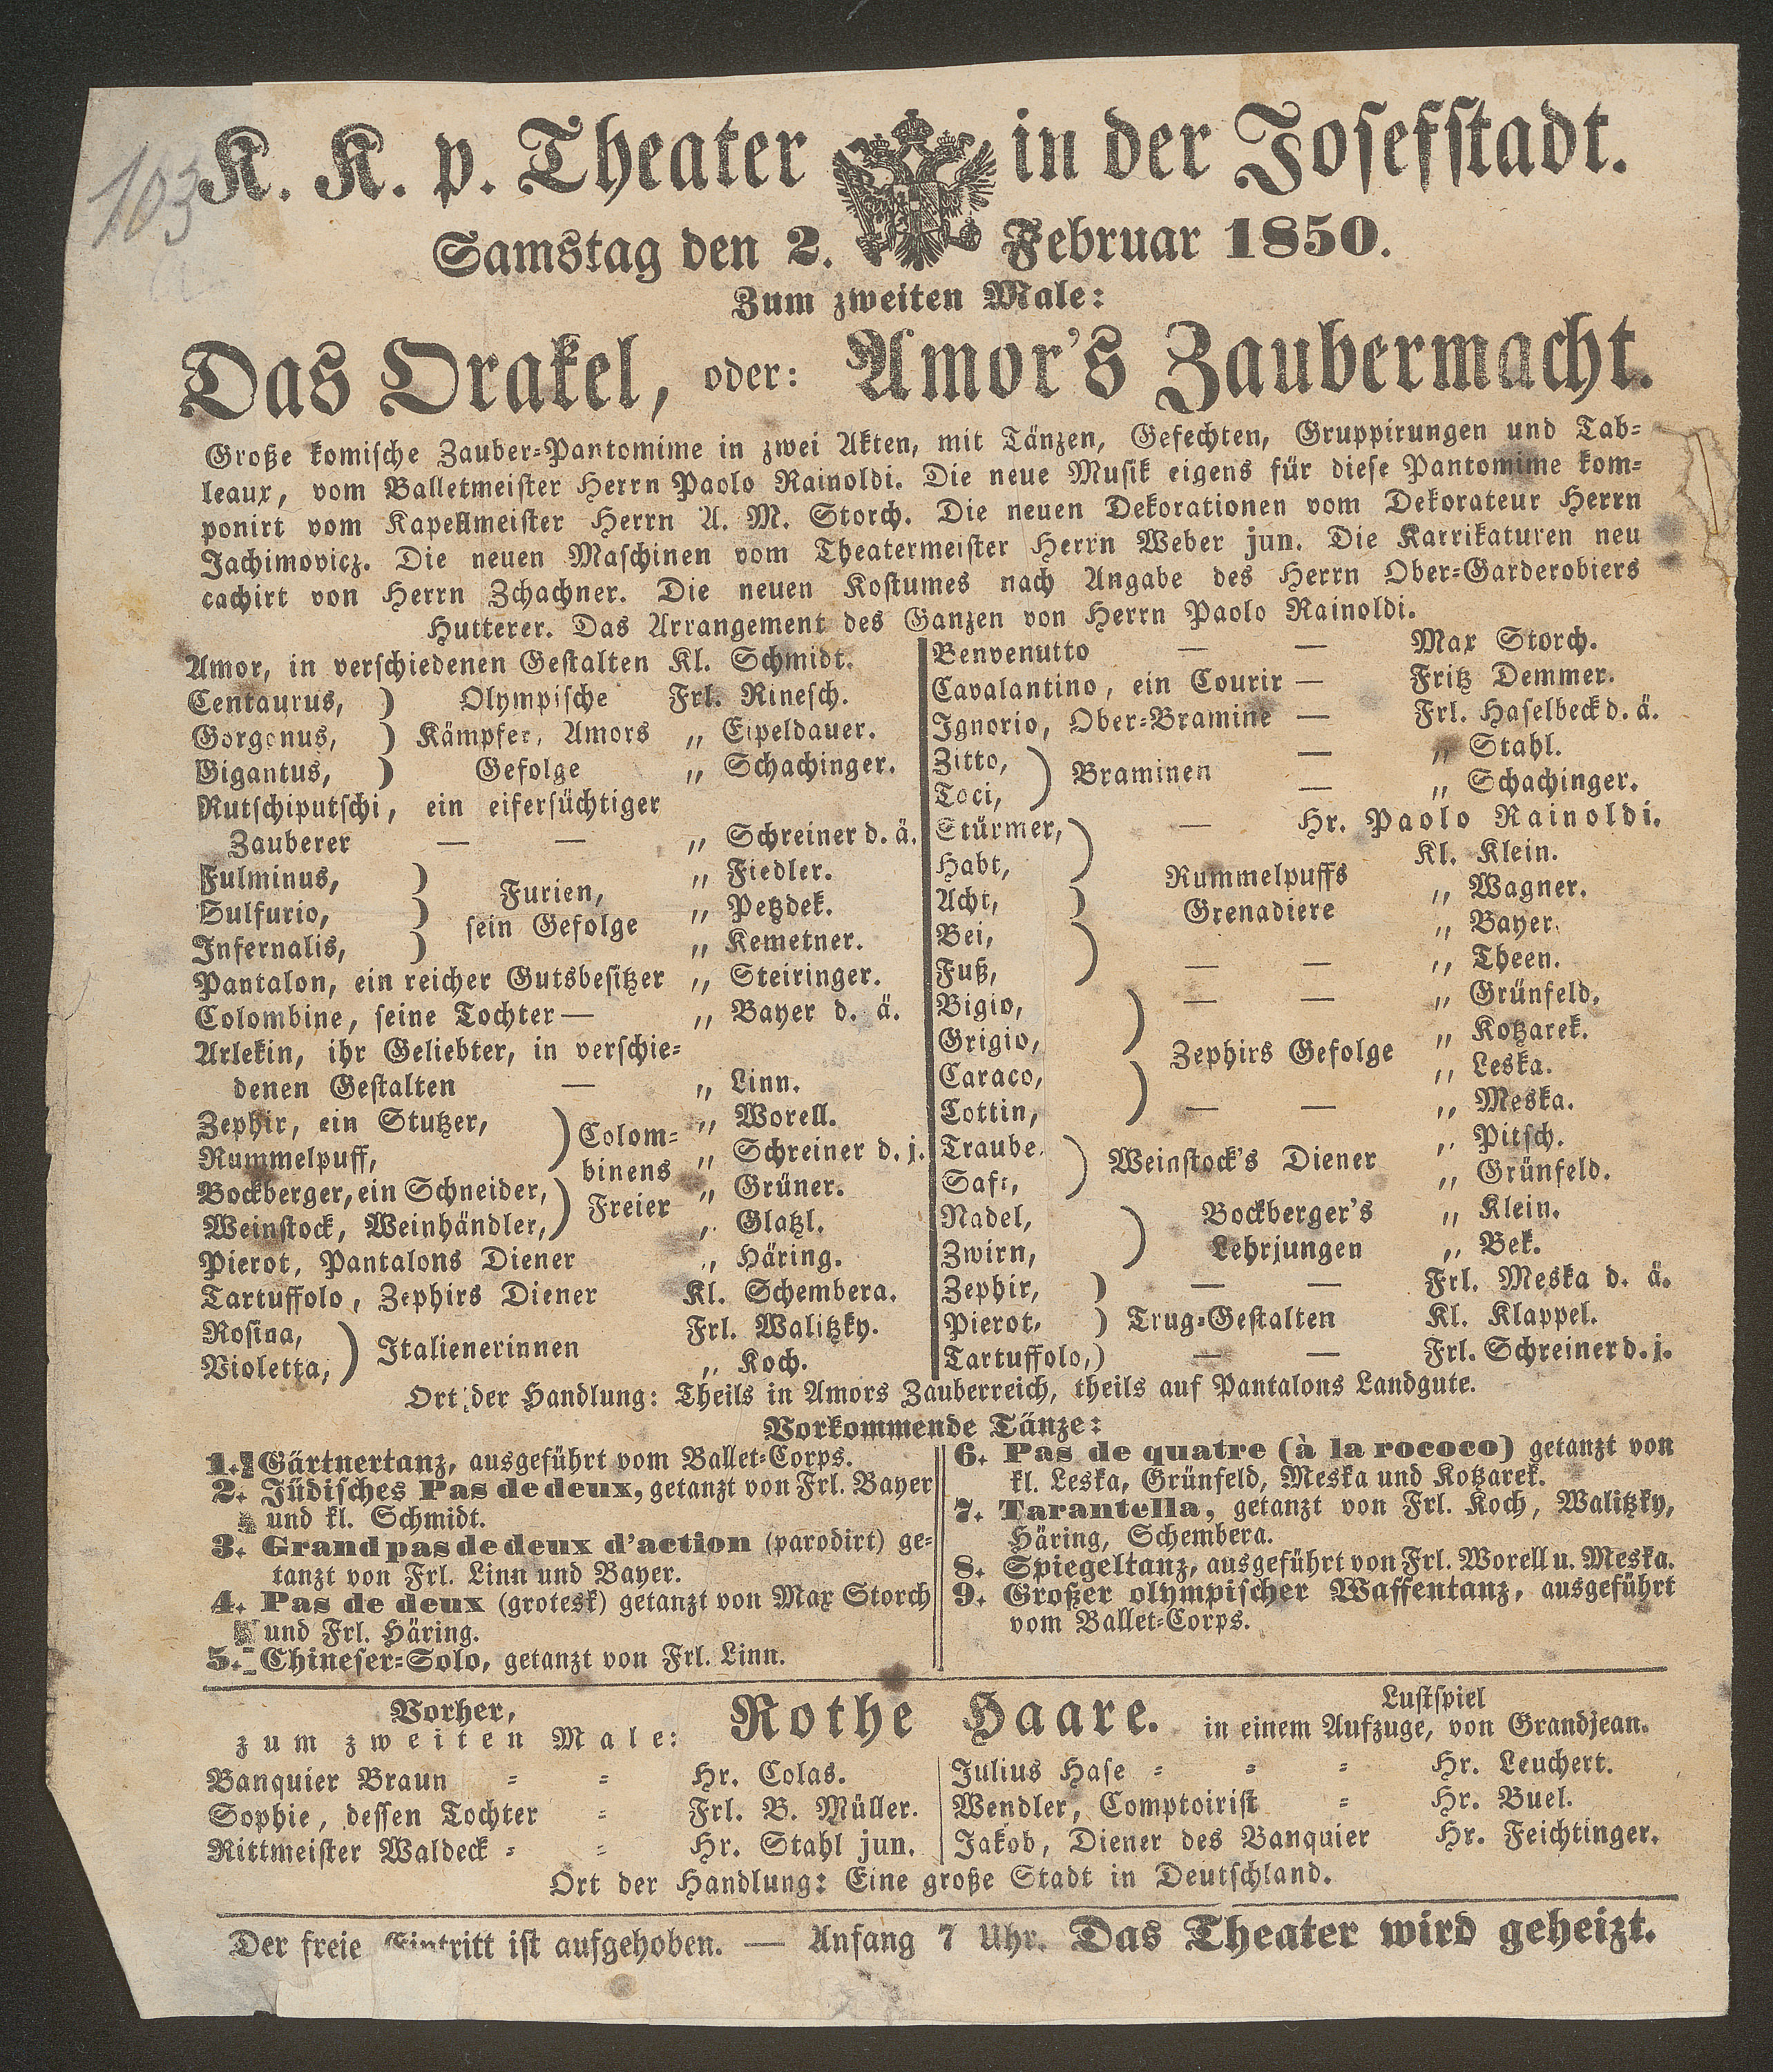 103
K. K. p. Theater in der Josefstadt.
Samstag den 2. Februar 1850.
Zum zweiten Male:
Das Orakel, oder: Amor's Zaubermacht.
Große komische Zauber-Pantomime in zwei Akten, mit Tänzen, Gefechten, Gruppirungen und Tab-
leaux, vom Balletmeister Herrn Paolo Rainoldi. Die neue Musik eigens für diese Pantomime kom-
ponirt vom Kapellmeister Herrn A. M. Storch. Die neuen Dekorationen vom Dekorateur Herrn
Jachimovicz. Die neuen Maschinen vom Theatermeister Herrn Weber jun. Die Karrikaturen neu
cachirt von Herrn Zchachner. Die neuen Kostumes nach Angabe des Herrn Ober-Garderobiers
Hutterer. Das Arrangement des Ganzen von Herrn Paolo Rainoldi.
Amor, in verschiedenen Gestalten Kl. Schmidt.
Centaurus, ) Olympische Frl. Rinesch.
Gorgonus, ) Kämpfer, Amors „ Eipeldauer.
Gigantus, ) Gefolge „ Schachinger.
Rutschiputschi, ein eifersüchtiger
Zauberer — — „ Schreiner d. ä.
Fulminus, ) Furien, „ Fiedler.
Sulfurio, ) sein Gefolge „ Petzdek.
Infernalis, ) „ Kemetner.
Pantalon, ein reicher Gutsbesitzer „ Steiringer.
Colombine, seine Tochter — „ Bayer d. ä.
Arlekin, ihr Geliebter, in verschie-
denen Gestalten — „ Linn.
Zephir, ein Stutzer, ) Colom- „ Worell.
Rummelpuff, ) binens „ Schreiner d. j.
Bockberger, ein Schneider, ) Freier „ Grüner.
Weinstock, Weinhändler, ) „ Glatzl.
Pierot, Pantalons Diener „ Häring.
Tartuffolo, Zephirs Diener Kl. Schembera.
Rosina, ) Italienerinnen Frl. Walitzky.
Violetta, ) „ Koch.
Benvenutto — — Max Storch.
Cavalantino, ein Courir — Fritz Demmer.
Ignorio, Ober-Bramine — Frl. Haselbeck d. ä.
Zitto, ) Braminen — „ Stahl.
Toci, ) — „ Schachinger.
Stürmer, ) — Hr. Paolo Rainoldi.
Habt, ) Rummelpuffs Kl. Klein.
Acht, ) Grenadiere „ Wagner.
Bei, ) „ Bayer.
Fuß, ) — — „ Theen.
Bigio, ) — — „ Grünfeld.
Grigio, ) Zephirs Gefolge „ Kotzarek.
Caraco, ) „ Leska.
Cottin, ) — — „ Meska.
Traube, ) Weinstock's Diener „ Pitsch.
Saft, ) „ Grünfeld.
Nadel, ) Bockberger's „ Klein.
Zwirn, ) Lehrjungen „ Bek.
Zephir, ) — — Frl. Meska d. ä.
Pierot, ) Trug-Gestalten Kl. Klappel.
Tartuffolo, ) — — Frl. Schreiner d. j.
Ort der Handlung: Theils in Amors Zauberreich, theils auf Pantalons Landgute.
Vorkommende Tänze:
1. Gärtnertanz, ausgeführt vom Ballet-Corps.
2. Jüdisches Pas de deux, getanzt von Frl. Bayer
und kl. Schmidt.
3. Grand pas de deux d'action (parodirt) ge-
tanzt von Frl. Linn und Bayer.
4. Pas de deux (grotesk) getanzt von Max Storch
und Frl. Häring.
5. Chineser-Solo, getanzt von Frl. Linn.
6. Pas de quatre (à la rococo) getanzt von
kl. Leska, Grünfeld, Meska und Kotzarek.
7. Tarantella, getanzt von Frl. Koch, Walitzky,
Häring, Schembera.
8. Spiegeltanz, ausgeführt von Frl. Worell u. Meska.
9. Großer olympischer Waffentanz, ausgeführt
vom Ballet-Corps.
Vorher,
zum zweiten Male: Rothe Haare. Lustspiel
in einem Aufzuge, von Grandjean.
Banquier Braun = = Hr. Colas.
Sophie, dessen Tochter = Frl. B. Müller.
Rittmeister Waldeck = = Hr. Stahl jun.
Julius Hase = = = Hr. Leuchert.
Wendler, Comptoirist = Hr. Buel.
Jakob, Diener des Banquier Hr. Feichtinger.
Ort der Handlung: Eine große Stadt in Deutschland.
Der freie Eintritt ist aufgehoben. — Anfang 7 Uhr. Das Theater wird geheizt.